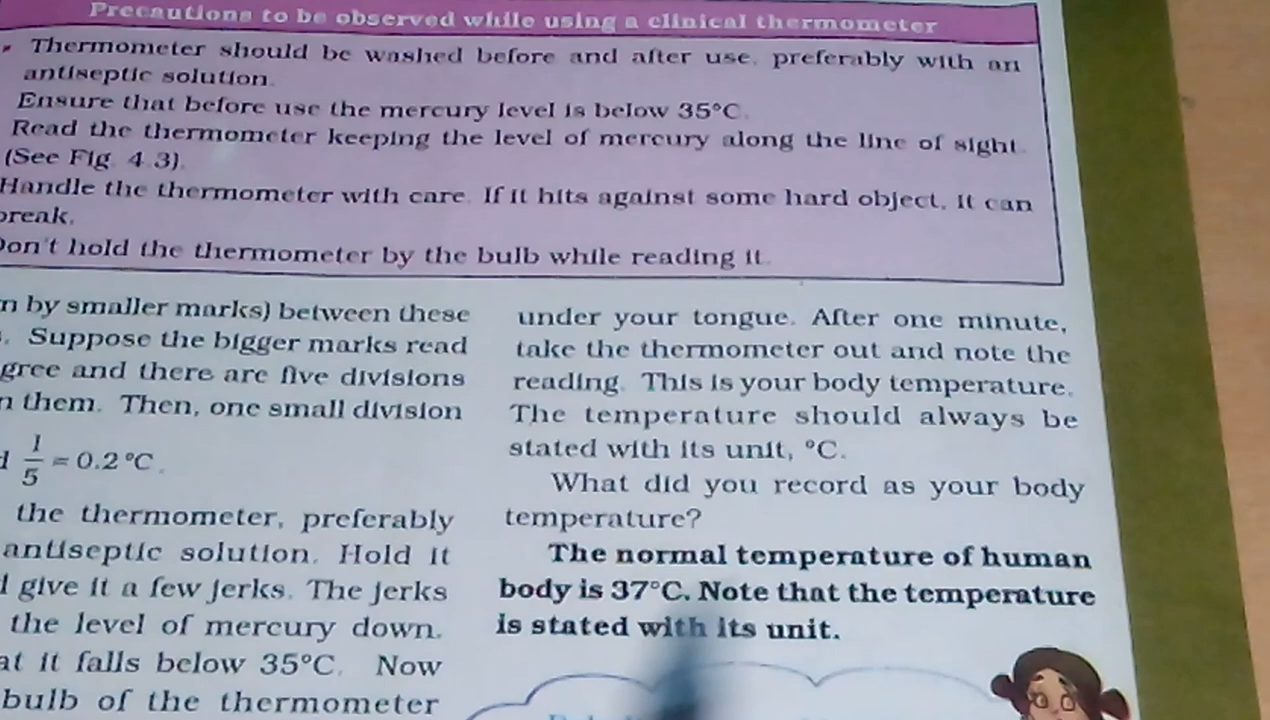 Precautions to be observed while using a clinical thermometer
Thermometer should be washed before and after use, preferably with an
antiseptic solution.
Ensure that before use the mercury level is below 35°C.
Read the thermometer keeping the level of mercury along the line of sight.
(See Fig. 4.3).
Handle the thermometer with care. If it hits against some hard object, it can
break.
Don't hold the thermometer by the bulb while reading it.
by smaller marks) between these
. Suppose the bigger marks read
gree and there are five divisions
them. Then, one small division
1/5 = 0.2 °C.
the thermometer, preferably
antiseptic solution. Hold it
give it a few jerks. The jerks
the level of mercury down.
at it falls below 35°C. Now
bulb of the thermometer
under your tongue. After one minute,
take the thermometer out and note the
reading. This is your body temperature.
The temperature should always be
stated with its unit, °C.
What did you record as your body
temperature?
The normal temperature of human
body is 37°C. Note that the temperature
is stated with its unit.